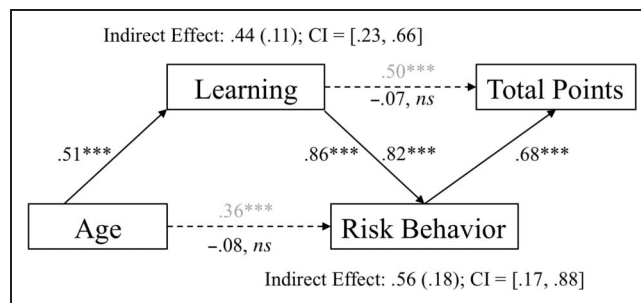 Indirect Effect: .44 (.11); CI = [.23, .66]
Learning
.50***
–.07, ns
Total Points
.51***
.86***
.82***
.68***
Age
.36***
–.08, ns
Risk Behavior
Indirect Effect: .56 (.18); CI = [.17, .88]